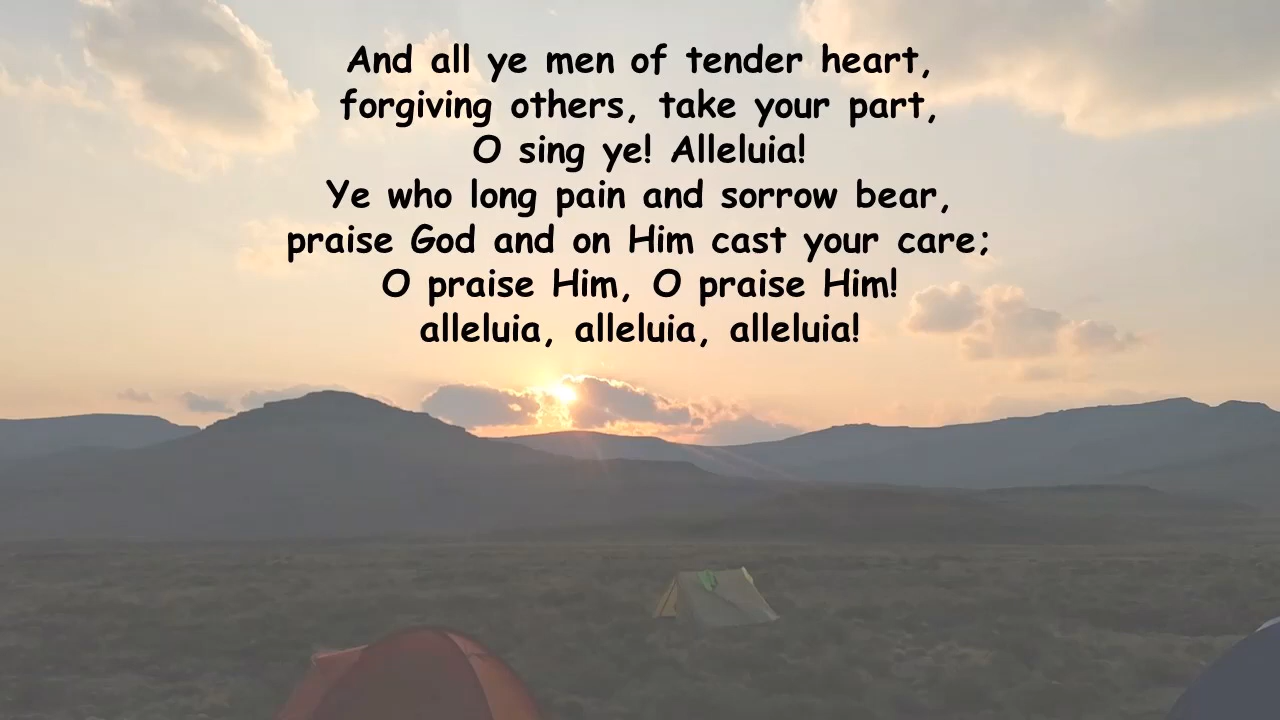 And all ye men of tender heart,
forgiving others, take your part,
O sing ye! Alleluia!
Ye who long pain and sorrow bear,
praise God and on Him cast your care;
O praise Him, O praise Him!
alleluia, alleluia, alleluia!